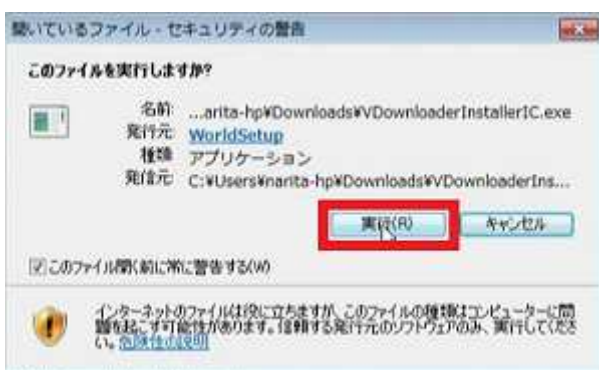 開いているファイル - セキュリティの警告
このファイルを実行しますか?
名前: ...arita-hp¥Downloads¥VDownloaderInstallerIC.exe
発行元: WorldSetup
種類: アプリケーション
発信元: C:¥Users¥narita-hp¥Downloads¥VDownloaderIns...
実行(R) キャンセル
このファイル開く前に常に警告する(W)
インターネットのファイルは役に立ちますが、このファイルの種類はコンピューターに問
題を起こす可能性があります。信頼する発行元のソフトウェアのみ、実行してくださ
い。危険性の説明